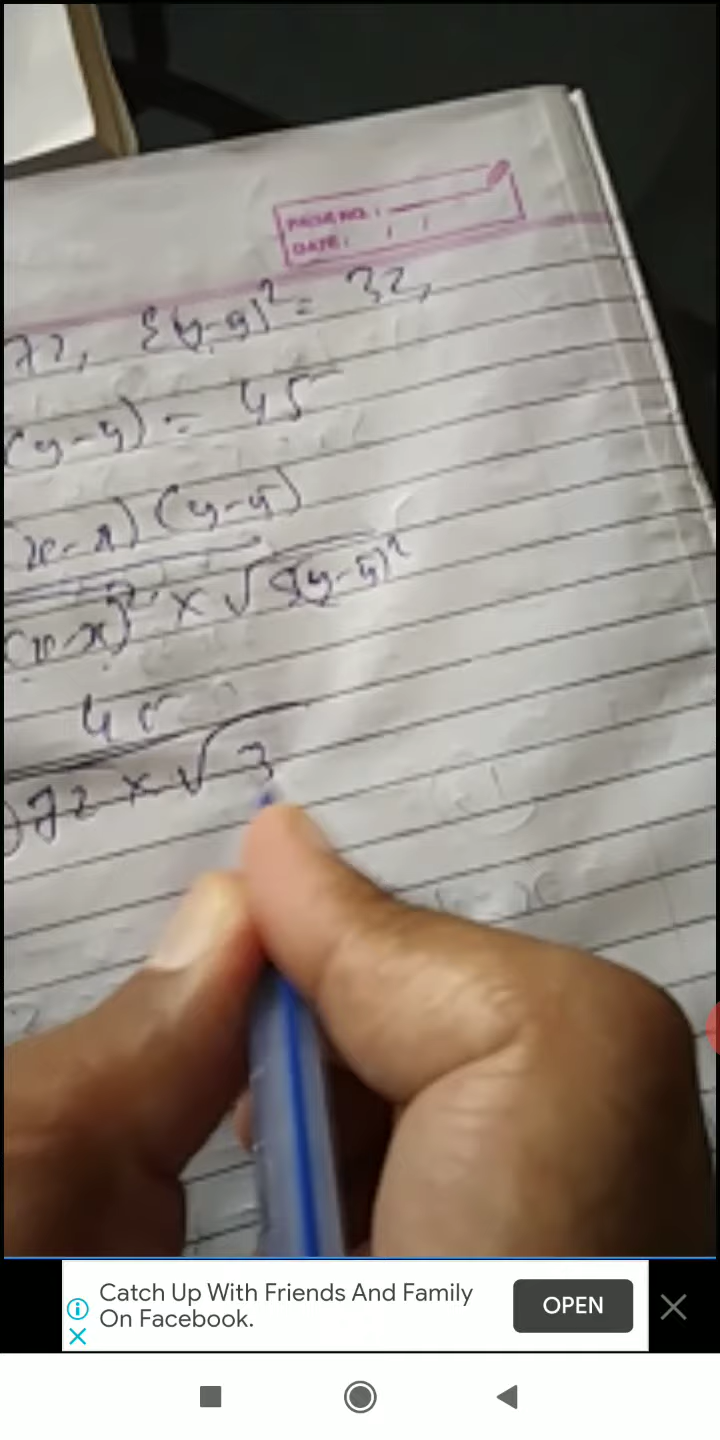 PAGE NO. :
DATE : / /
72, Σ(y-y̅)² = 32,
(y-y̅) = 45
(x-x̅)(y-y̅)
(x-x̅)² × √Σ(y-y̅)²
45
72 × √3
Catch Up With Friends And Family
On Facebook.
OPEN